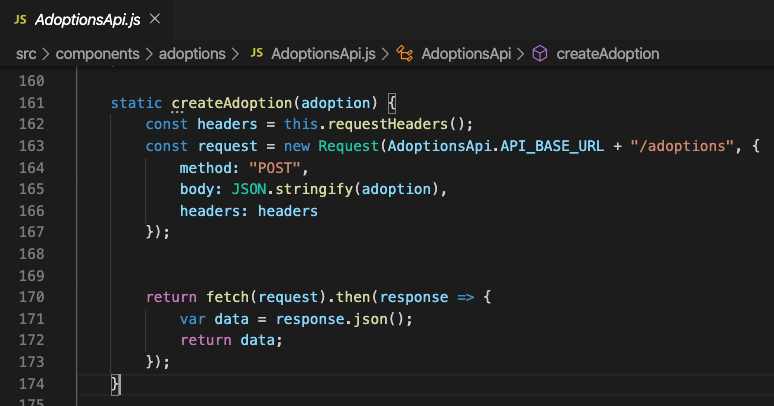 JS AdoptionsApi.js ×
src > components > adoptions > JS AdoptionsApi.js > AdoptionsApi > createAdoption
160
161 static createAdoption(adoption) {
162 const headers = this.requestHeaders();
163 const request = new Request(AdoptionsApi.API_BASE_URL + "/adoptions", {
164 method: "POST",
165 body: JSON.stringify(adoption),
166 headers: headers
167 });
168
169
170 return fetch(request).then(response => {
171 var data = response.json();
172 return data;
173 });
174 }
175